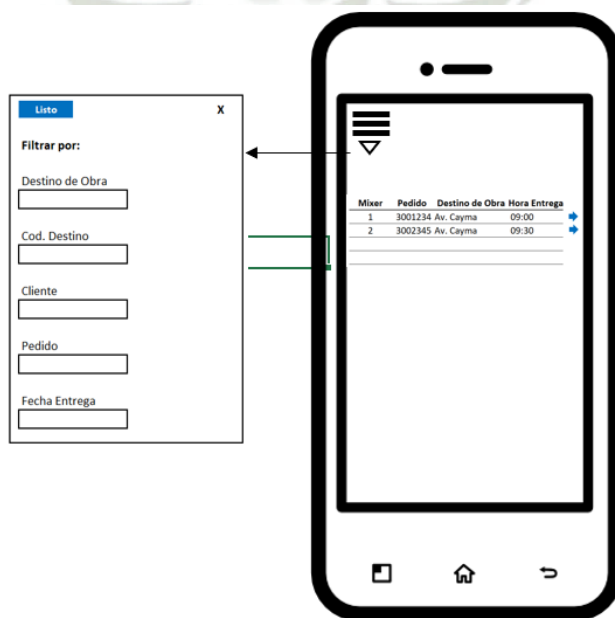 Listo X
Filtrar por:
Destino de Obra
Cod. Destino
Cliente
Pedido
Fecha Entrega
Mixer Pedido Destino de Obra Hora Entrega
1 3001234 Av. Cayma 09:00
2 3002345 Av. Cayma 09:30